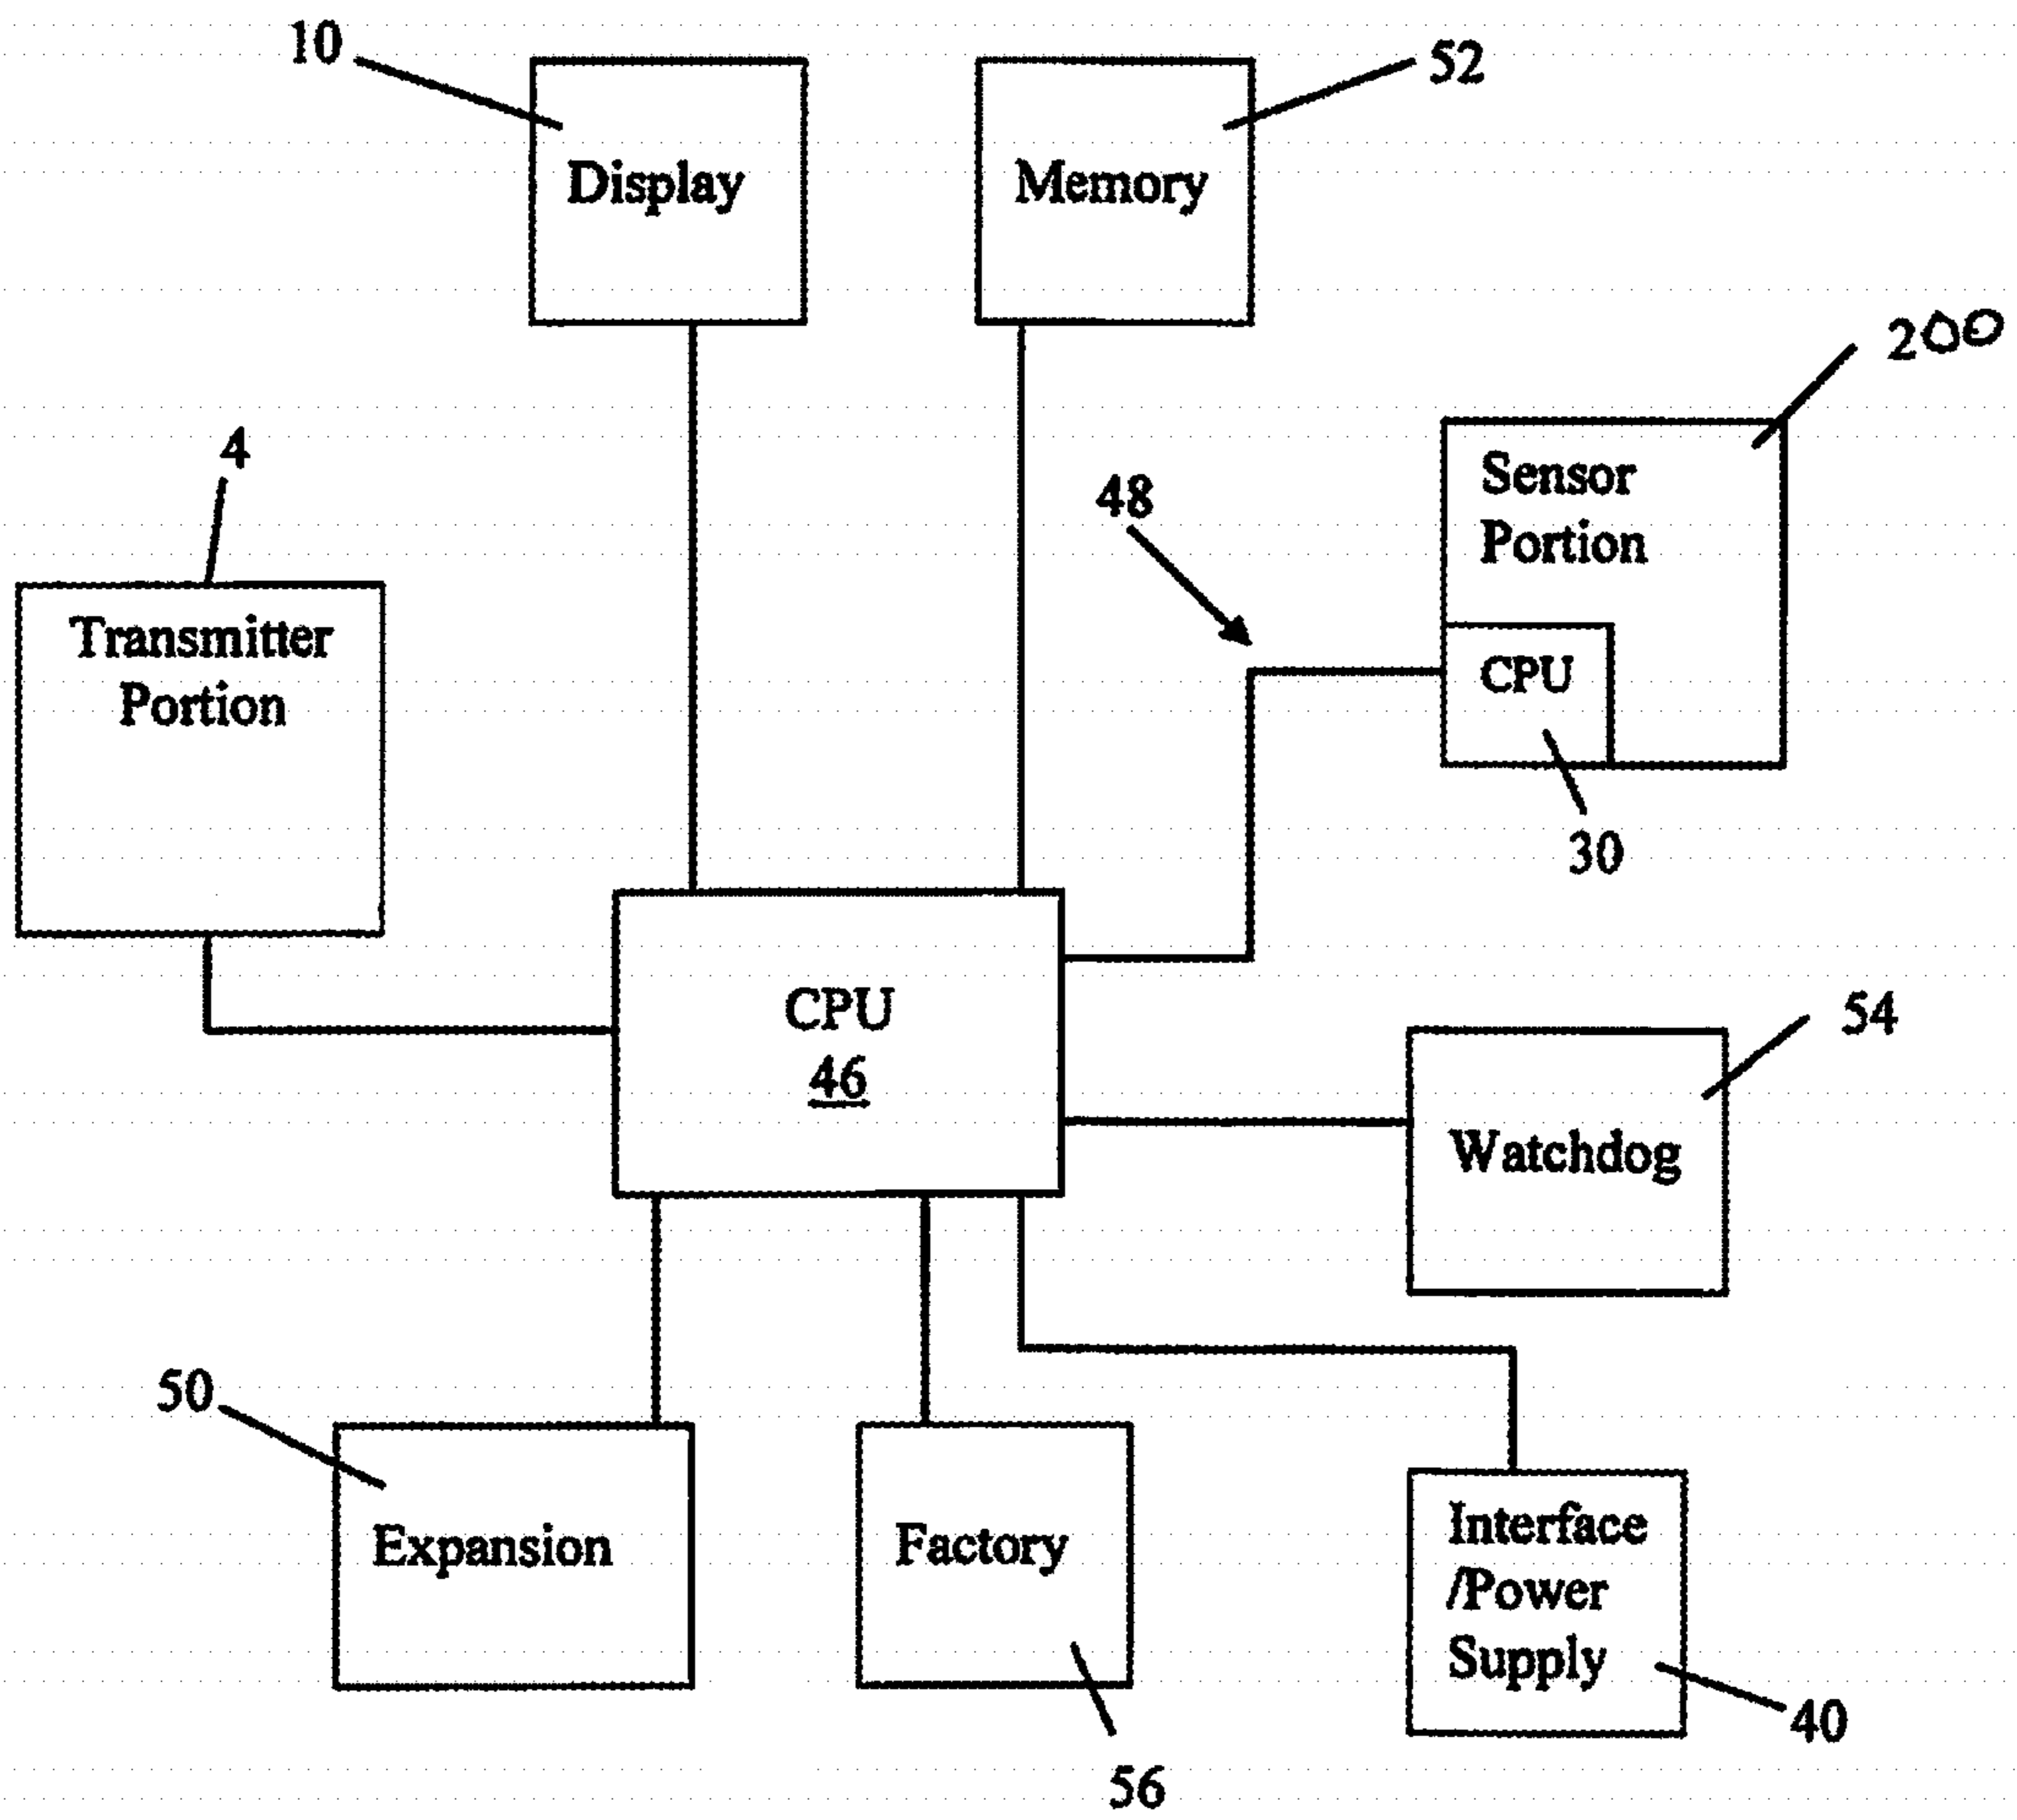 10
52
Display
Memory
200
4
Sensor
Portion
48
Transmitter
Portion
CPU
30
CPU
46
54
Watchdog
50
Expansion
Factory
Interface
/Power
Supply
40
56